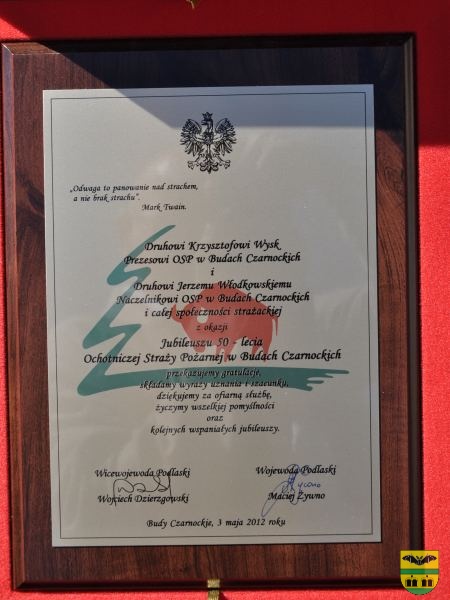 „Odwaga to panowanie nad strachem,
a nie brak strachu”.
Mark Twain.
Druhowi Krzysztofowi Wysk
Prezesowi OSP w Budach Czarnockich
i
Druhowi Jerzemu Włodkowskiemu
Naczelnikowi OSP w Budach Czarnockich
i całej społeczności strażackiej
z okazji
Jubileuszu 50 - lecia
Ochotniczej Straży Pożarnej w Budach Czarnockich
przekazujemy gratulacje,
składamy wyrazy uznania i szacunku,
dziękujemy za ofiarną służbę,
życzymy wszelkiej pomyślności
oraz
kolejnych wspaniałych jubileuszy.
Wicewojewoda Podlaski
Wojciech Dzierzgowski
Wojewoda Podlaski
Maciej Żywno
Budy Czarnockie, 3 maja 2012 roku